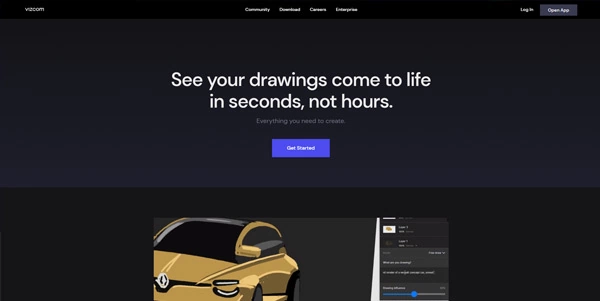 vizcom
Community Download Careers Enterprise
Log In
Open App
See your drawings come to life
in seconds, not hours.
Everything you need to create.
Get Started
Layer 3
Layer 1
What are you drawing?
Drawing influence